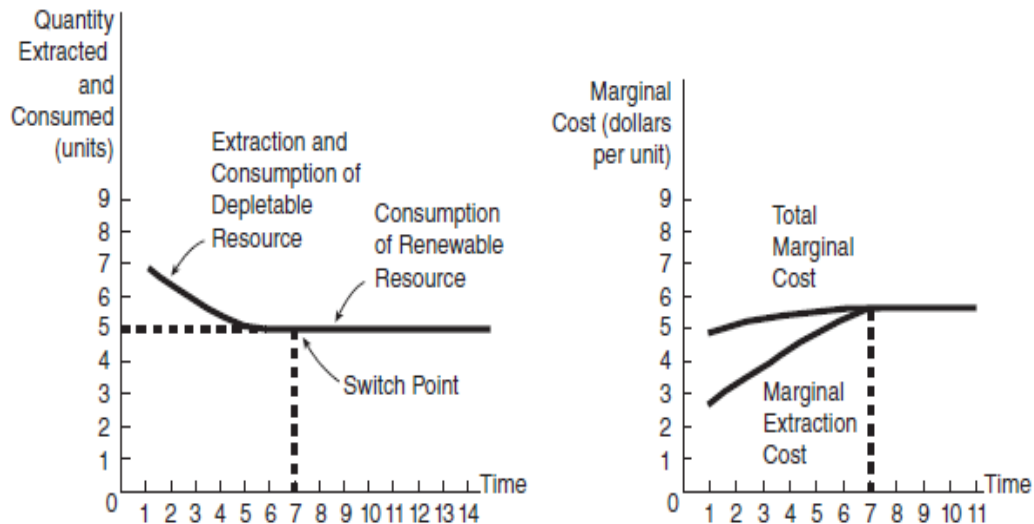 Quantity
Extracted
and
Consumed
(units)
Extraction and
Consumption of
Depletable
Resource
Consumption
of Renewable
Resource
9
8
7
6
5
4
3
2
1
0
Switch Point
Time
1 2 3 4 5 6 7 8 9 10 11 12 13 14
Marginal
Cost (dollars
per unit)
9
8
7
6
5
4
3
2
1
0
Total
Marginal
Cost
Marginal
Extraction
Cost
Time
1 2 3 4 5 6 7 8 9 10 11